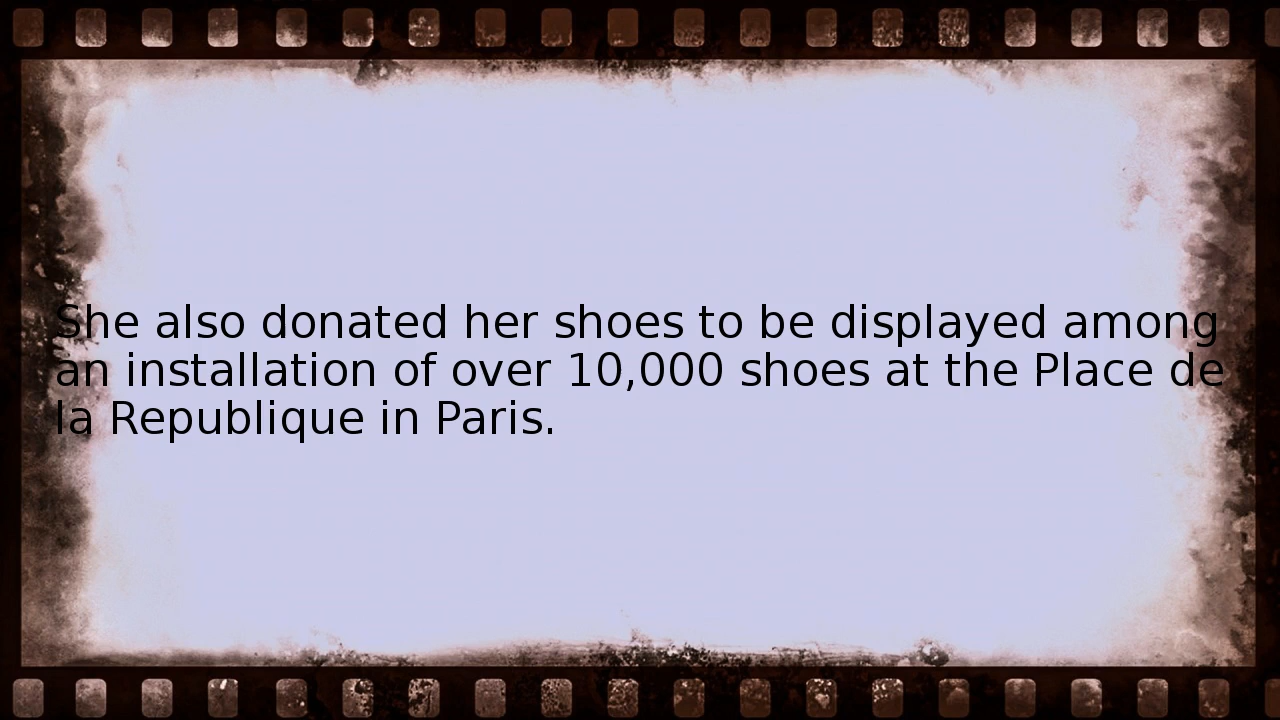 She also donated her shoes to be displayed among
an installation of over 10,000 shoes at the Place de
la Republique in Paris.